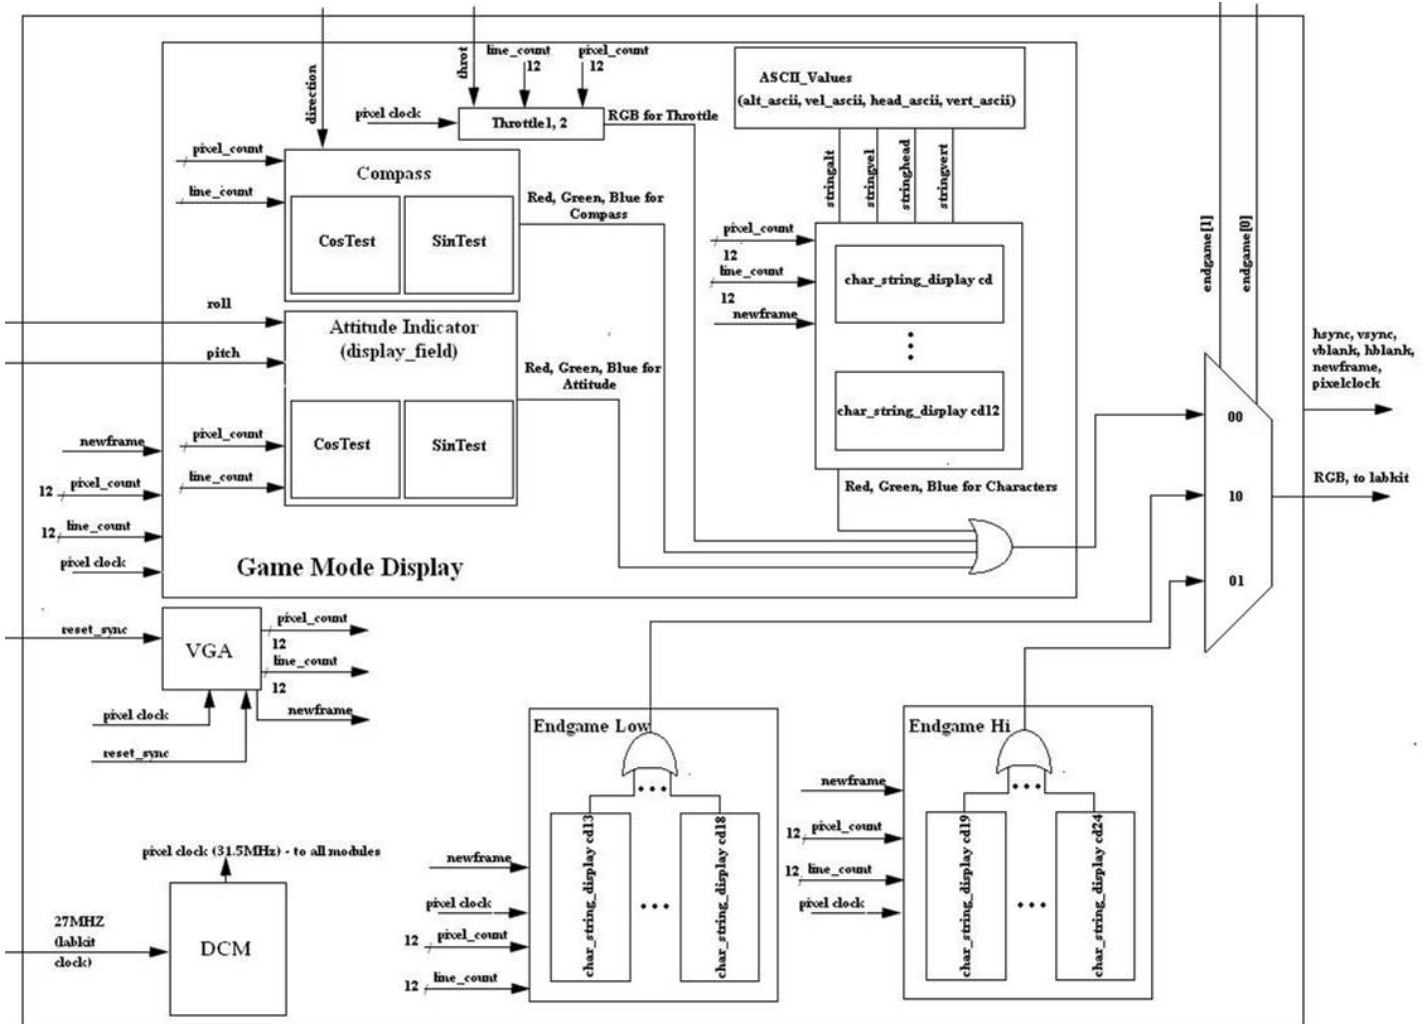 direction
throt
line_count
12
pixel_count
12
pixel clock
Throttle1, 2
RGB for Throttle
ASCII_Values
(alt_ascii, vel_ascii, head_ascii, vert_ascii)
stringalt
stringvel
stringhead
stringvert
pixel_count
line_count
Compass
CosTest
SinTest
Red, Green, Blue for
Compass
pixel_count
12
line_count
12
newframe
char_string_display cd
char_string_display cd12
Red, Green, Blue for Characters
endgame[1]
endgame[0]
roll
pitch
Attitude Indicator
(display_field)
CosTest
SinTest
Red, Green, Blue for
Attitude
pixel_count
line_count
newframe
12
pixel_count
12
line_count
pixel clock
Game Mode Display
00
10
01
hsync, vsync,
vblank, hblank,
newframe,
pixelclock
RGB, to labkit
reset_sync
VGA
pixel_count
12
line_count
12
newframe
pixel clock
reset_sync
Endgame Low
char_string_display cd13
char_string_display cd18
newframe
pixel clock
12
pixel_count
12
line_count
Endgame Hi
char_string_display cd19
char_string_display cd24
newframe
12
pixel_count
12
line_count
pixel clock
pixel clock (31.5MHz) - to all modules
27MHZ
(labkit
clock)
DCM